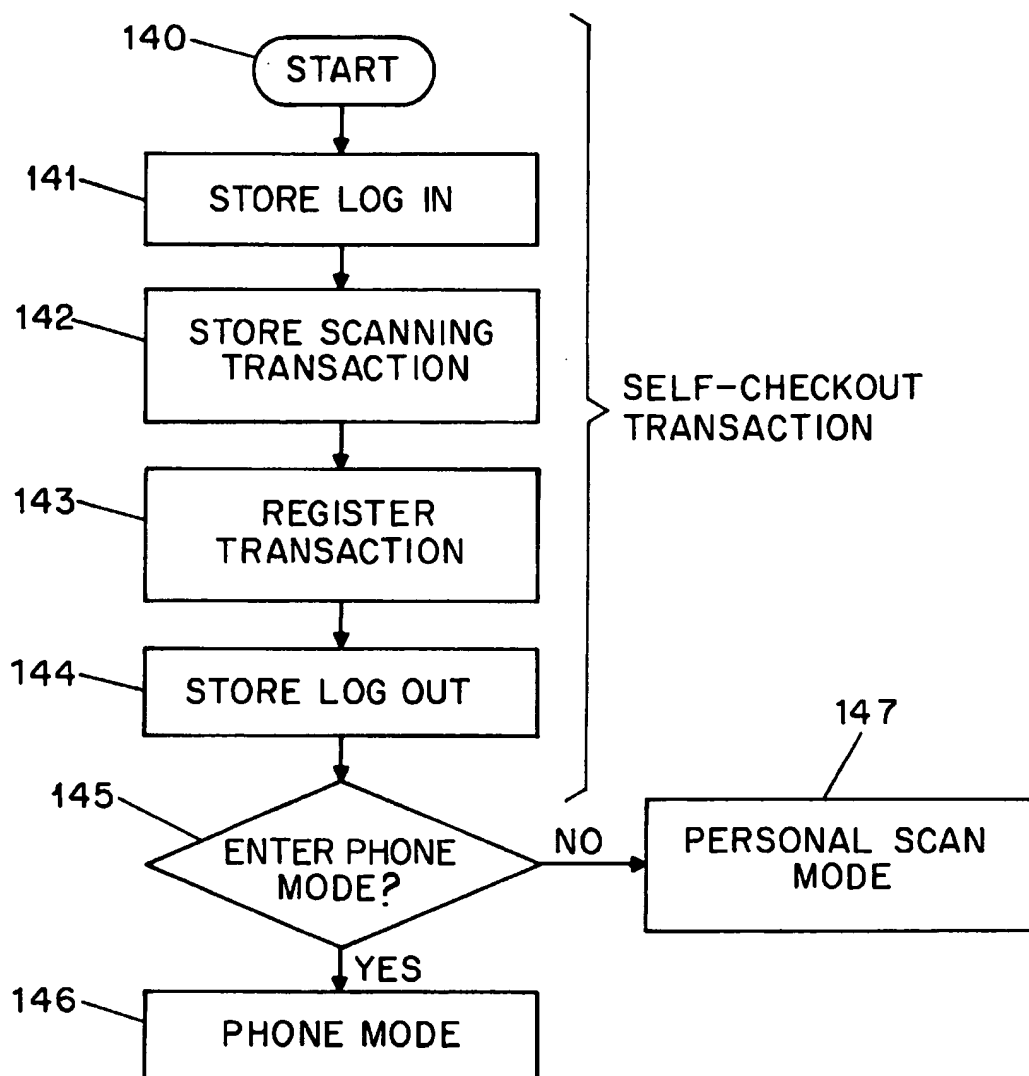 140
START
141
STORE LOG IN
142
STORE SCANNING
TRANSACTION
SELF-CHECKOUT
TRANSACTION
143
REGISTER
TRANSACTION
144
STORE LOG OUT
147
145
ENTER PHONE
MODE?
NO
PERSONAL SCAN
MODE
YES
146
PHONE MODE